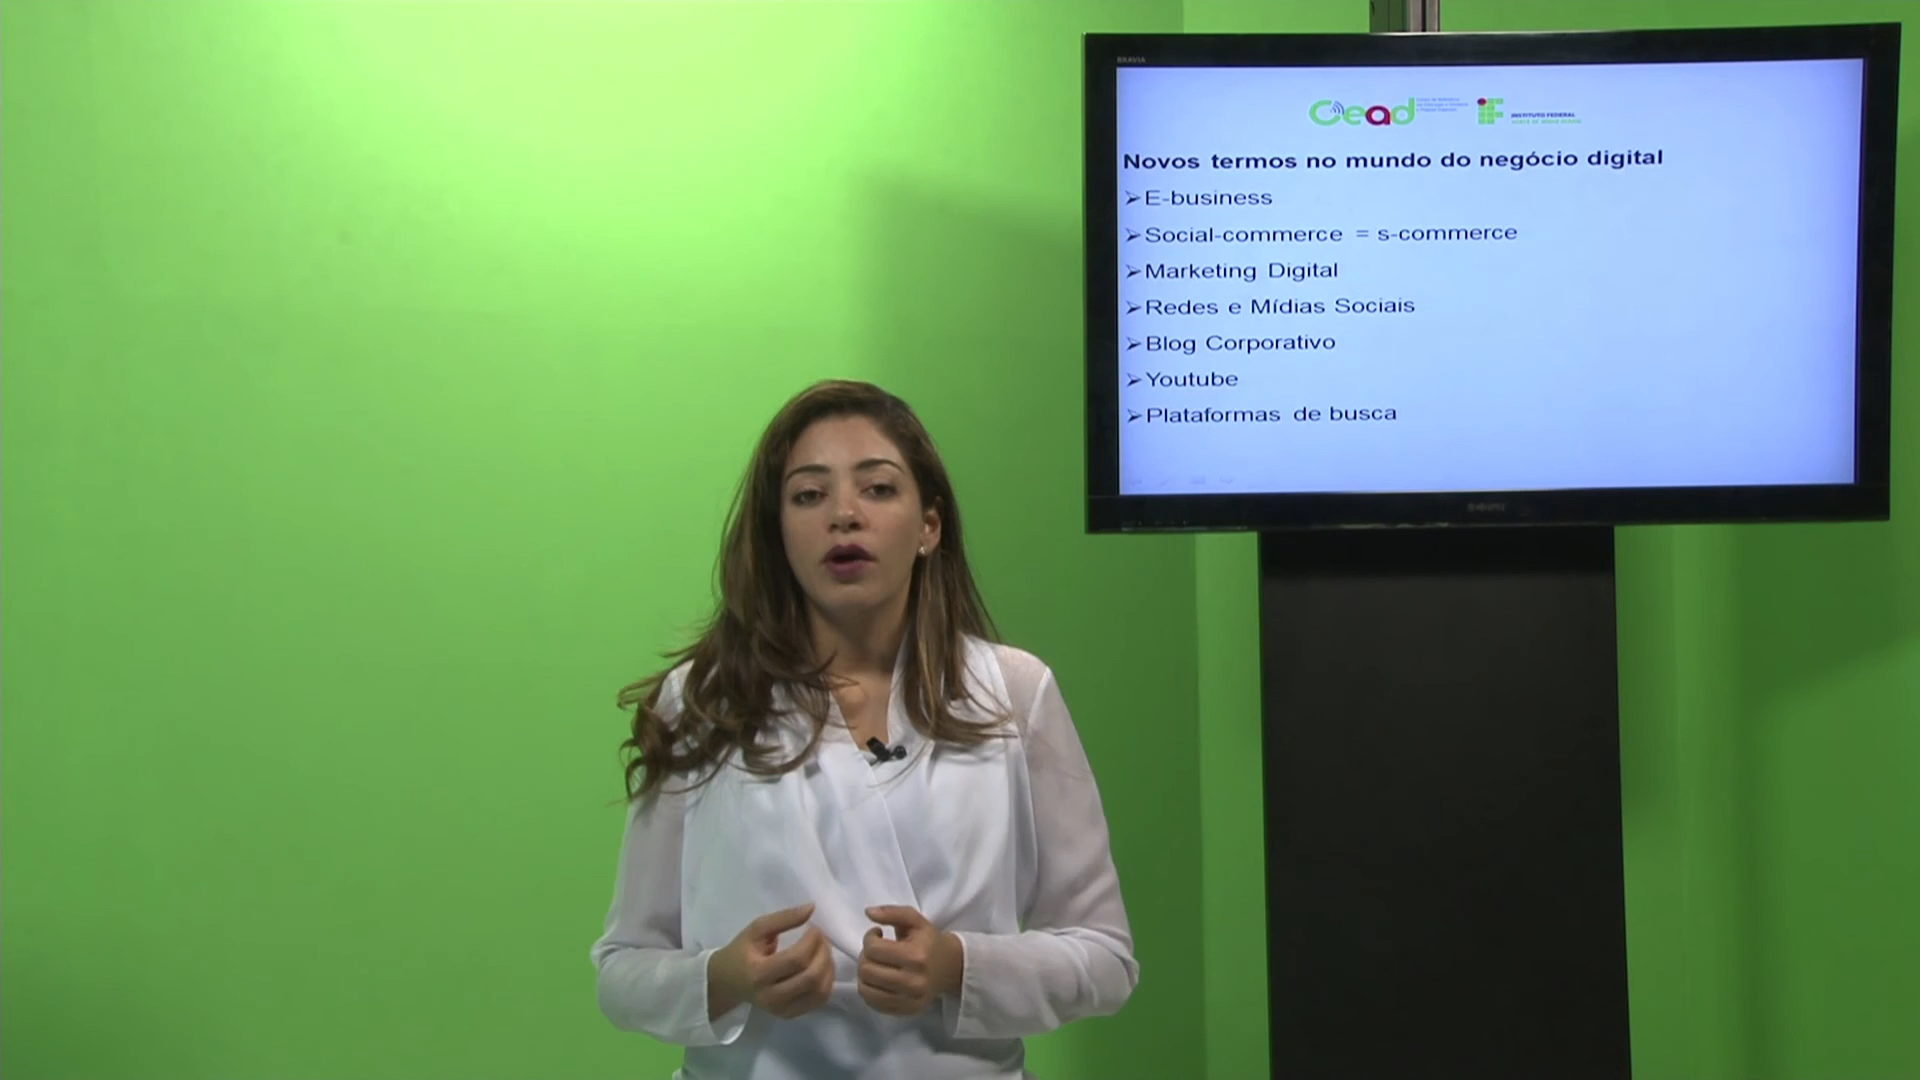 BRAVIA
Cead
INSTITUTO FEDERAL
Novos termos no mundo do negócio digital
➢E-business
➢Social-commerce = s-commerce
➢Marketing Digital
➢Redes e Mídias Sociais
➢Blog Corporativo
➢Youtube
➢Plataformas de busca